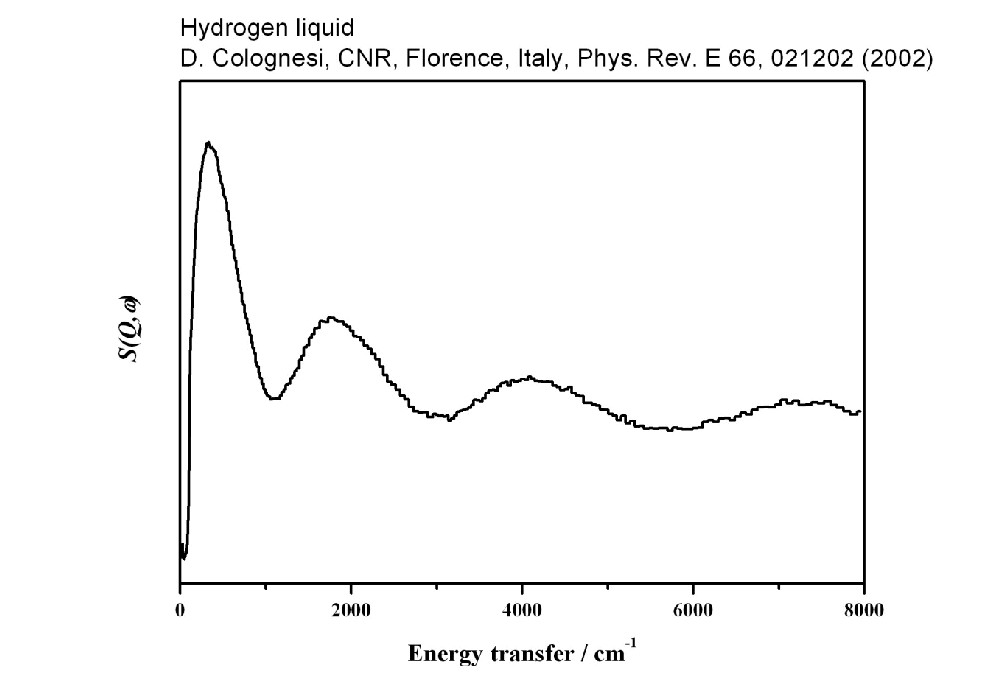 Hydrogen liquid
D. Colognesi, CNR, Florence, Italy, Phys. Rev. E 66, 021202 (2002)
S(Q,ω)
0 2000 4000 6000 8000
Energy transfer / cm⁻¹